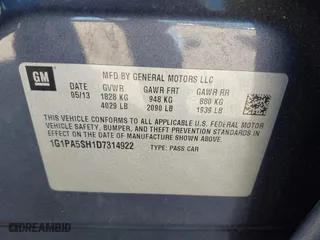 GM
MFD BY GENERAL MOTORS LLC
DATE GVWR GAWR FRT GAWR RR
05/13 1828 KG 948 KG 880 KG
4029 LB 2090 LB 1939 LB
THIS VEHICLE CONFORMS TO ALL APPLICABLE U.S. FEDERAL MOTOR
VEHICLE SAFETY, BUMPER, AND THEFT PREVENTION STANDARDS IN
EFFECT ON THE DATE OF MANUFACTURE SHOWN ABOVE.
1G1PA5SH1D7314922 TYPE: PASS CAR